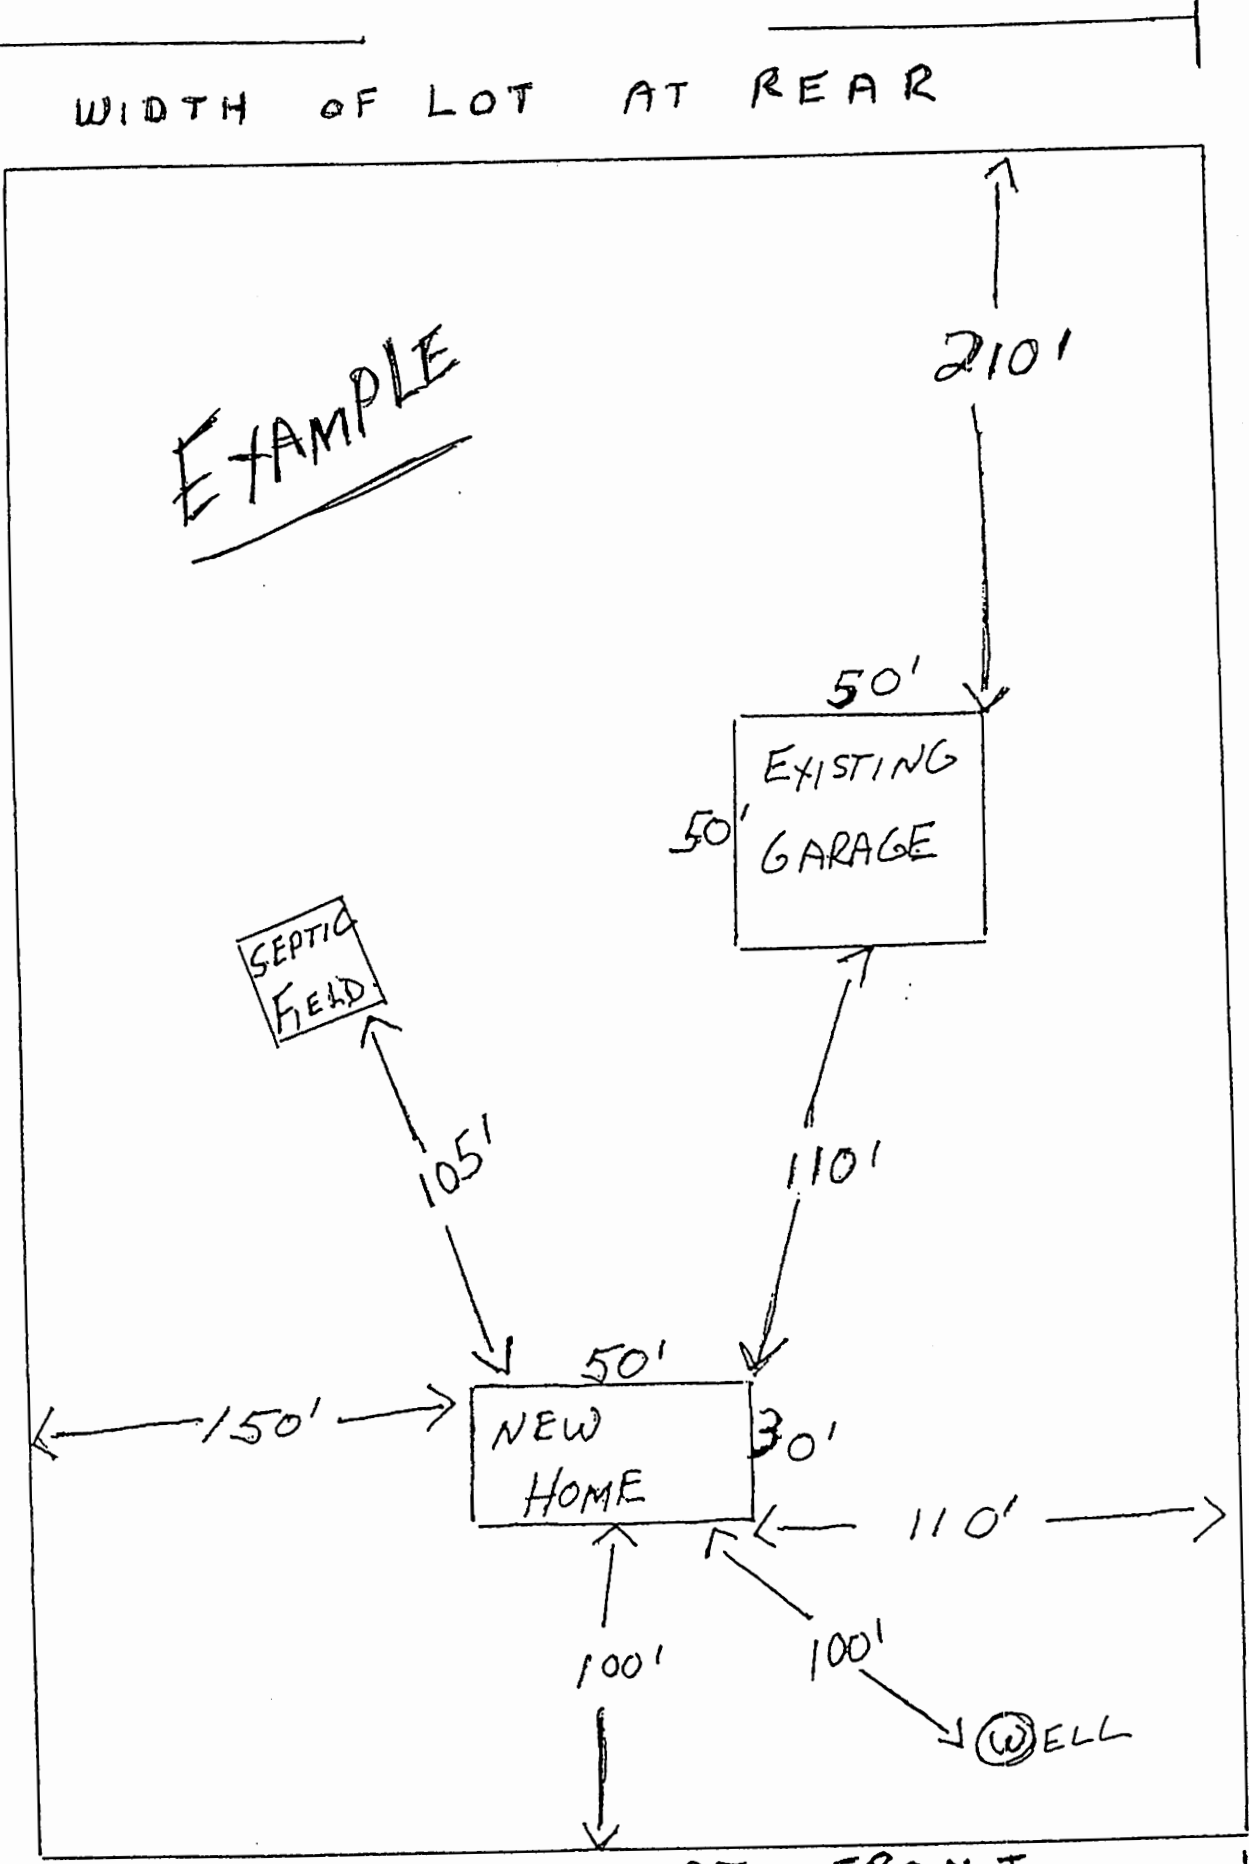 WIDTH OF LOT AT REAR
EXAMPLE
210'
50'
EXISTING
50'
GARAGE
SEPTIC
FIELD
105'
110'
50'
150'
NEW
30'
HOME
110'
100'
100'
WELL
FRONT